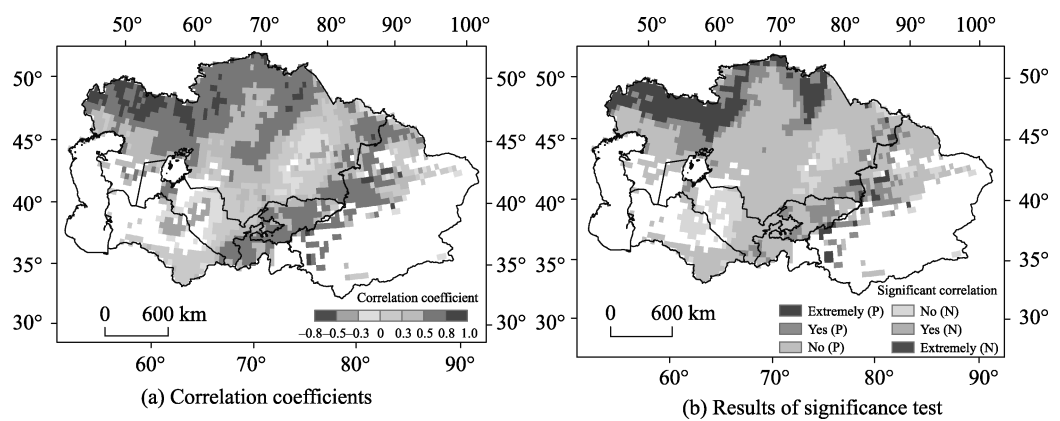 50° 60° 70° 80° 90° 100°
50°
45°
40°
35°
30°
50°
45°
40°
35°
30°
0 600 km
Correlation coefficient
−0.8 −0.5 −0.3 0 0.3 0.5 0.8 1.0
60° 70° 80° 90°
(a) Correlation coefficients
50° 60° 70° 80° 90° 100°
50°
45°
40°
35°
30°
50°
45°
40°
35°
30°
0 600 km
Significant correlation
Extremely (P) No (N)
Yes (P) Yes (N)
No (P) Extremely (N)
60° 70° 80° 90°
(b) Results of significance test